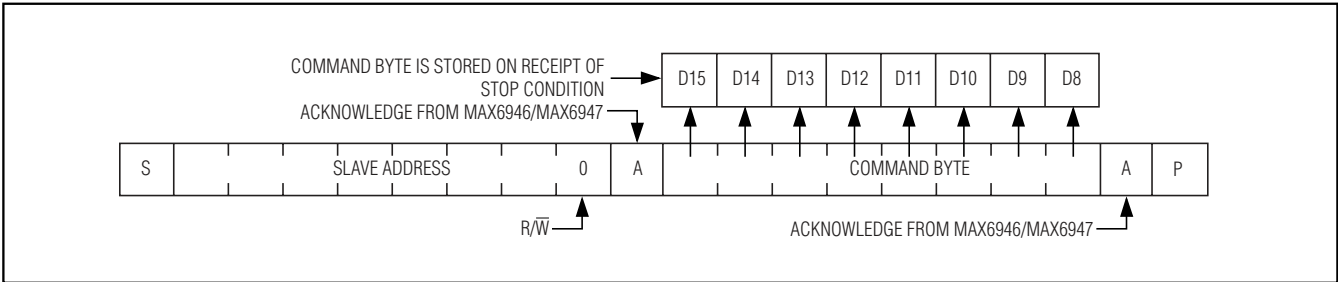 COMMAND BYTE IS STORED ON RECEIPT OF
STOP CONDITION
D15 D14 D13 D12 D11 D10 D9 D8
ACKNOWLEDGE FROM MAX6946/MAX6947
S SLAVE ADDRESS 0 A COMMAND BYTE A P
R/W̅ ACKNOWLEDGE FROM MAX6946/MAX6947